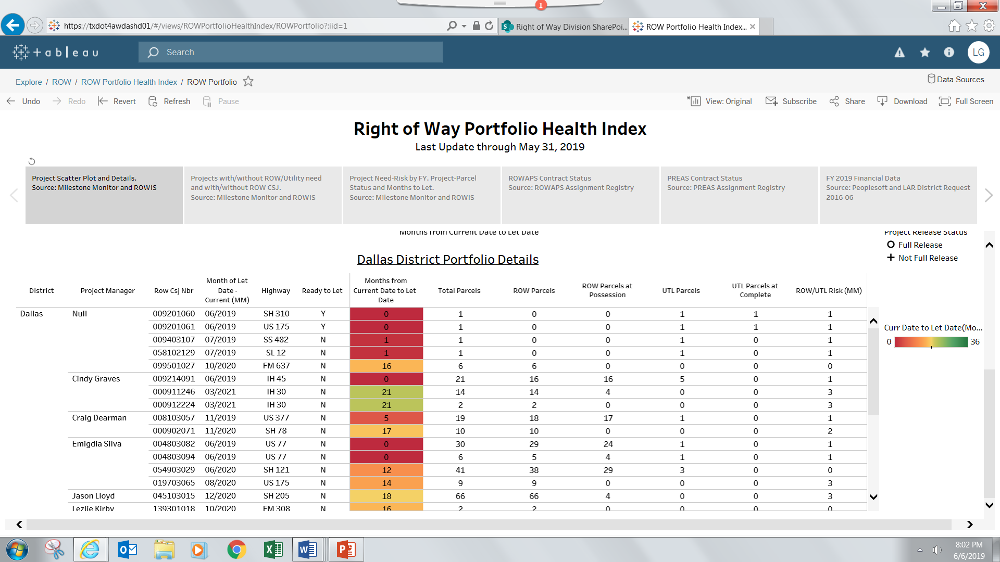 1
https://txdot4awdashd01/#/views/ROWPortfolioHealthIndex/ROWPortfolio?:iid=1
Right of Way Division SharePoi...
ROW Portfolio Health Index...
+ableau
Search
LG
Explore / ROW / ROW Portfolio Health Index / ROW Portfolio
Data Sources
Undo Redo Revert Refresh Pause View: Original Subscribe Share Download Full Screen
Right of Way Portfolio Health Index
Last Update through May 31, 2019
Project Scatter Plot and Details.
Source: Milestone Monitor and ROWIS
Projects with/without ROW/Utility need
and with/without ROW CSJ.
Source: Milestone Monitor and ROWIS
Project Need-Risk by FY. Project-Parcel
Status and Months to Let.
Source: Milestone Monitor and ROWIS
ROWAPS Contract Status
Source: ROWAPS Assignment Registry
PREAS Contract Status
Source: PREAS Assignment Registry
FY 2019 Financial Data
Source: Peoplesoft and LAR District Request
2016-06
Months from Current Date to Let Date
Project Release Status
Full Release
Not Full Release
Dallas District Portfolio Details
District
Project Manager
Row Csj Nbr
Month of Let
Date -
Current (MM)
Highway
Ready to Let
Months from
Current Date to Let
Date
Total Parcels
ROW Parcels
ROW Parcels at
Possession
UTL Parcels
UTL Parcels at
Complete
ROW/UTL Risk (MM)
Dallas Null 009201060 06/2019 SH 310 Y 0 1 0 0 1 1 1
009201061 06/2019 US 175 Y 0 1 0 0 1 1 1
009403107 07/2019 SS 482 N 1 1 0 0 1 0 1
058102129 07/2019 SL 12 N 1 1 0 0 1 0 1
099501027 10/2020 FM 637 N 16 6 6 0 0 0 0
Cindy Graves 009214091 06/2019 IH 45 N 0 21 16 16 5 0 1
000911246 03/2021 IH 30 N 21 14 14 4 0 0 3
000912224 03/2021 IH 30 N 21 2 2 0 0 0 3
Craig Dearman 008103057 11/2019 US 377 N 5 19 18 17 1 0 1
000902071 11/2020 SH 78 N 17 10 10 0 0 0 2
Emigdia Silva 004803082 06/2019 US 77 N 0 30 29 24 1 0 1
004803094 06/2019 US 77 N 0 6 5 4 1 0 1
054903029 06/2020 SH 121 N 12 41 38 29 3 0 0
019703065 08/2020 US 175 N 14 9 9 0 0 0 3
Jason Lloyd 045103015 12/2020 SH 205 N 18 66 66 4 0 0 3
Lezlie Kirby 139301018 10/2020 FM 308 N 16 2 2 0 0 0 0
Curr Date to Let Date(Mo...
0 36
8:02 PM
6/6/2019